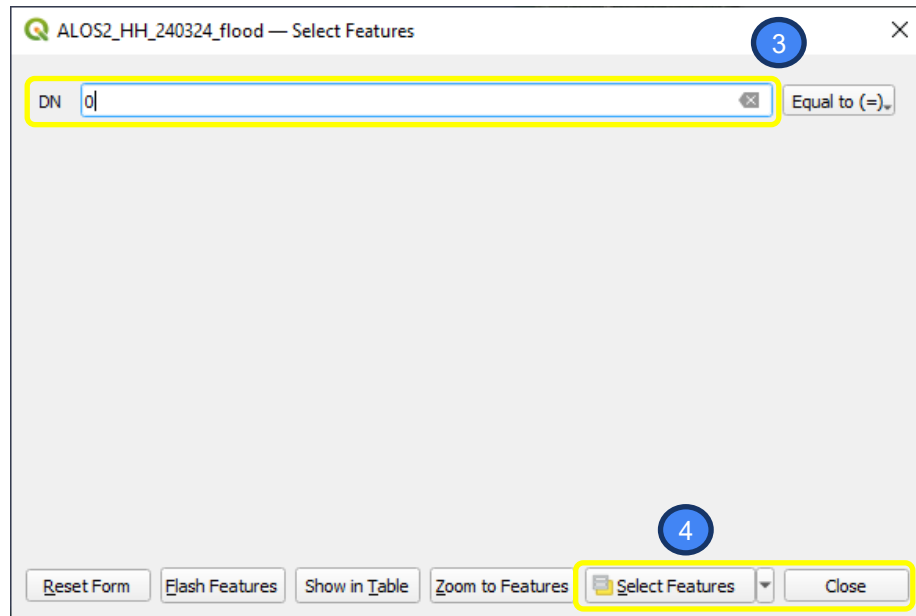 ALOS2_HH_240324_flood — Select Features
3
DN 0 Equal to (=)
4
Reset Form Flash Features Show in Table Zoom to Features Select Features Close